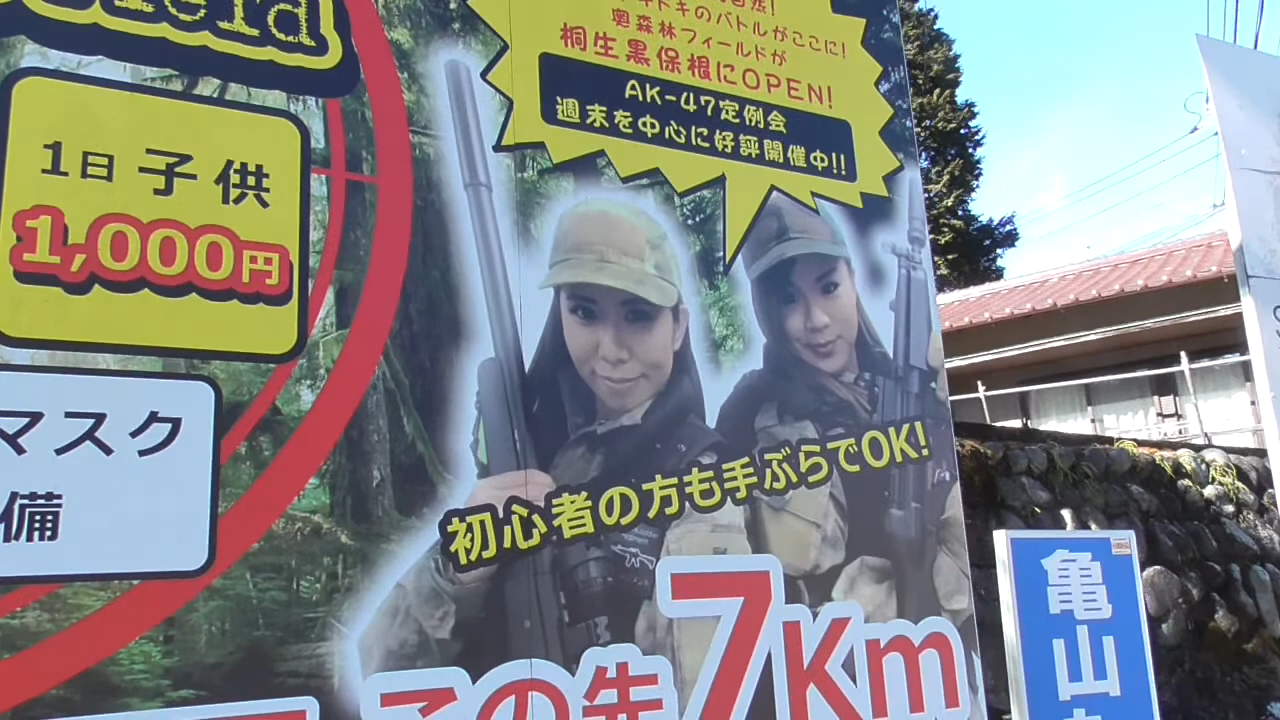 ield
1日 子供
1,000円
マスク
備
ドキのバトルがここに!
奥森林フィールドが
桐生黒保根にOPEN!
AK-47定例会
週末を中心に好評開催中!!
初心者の方も手ぶらでOK!
この先7Km
亀山